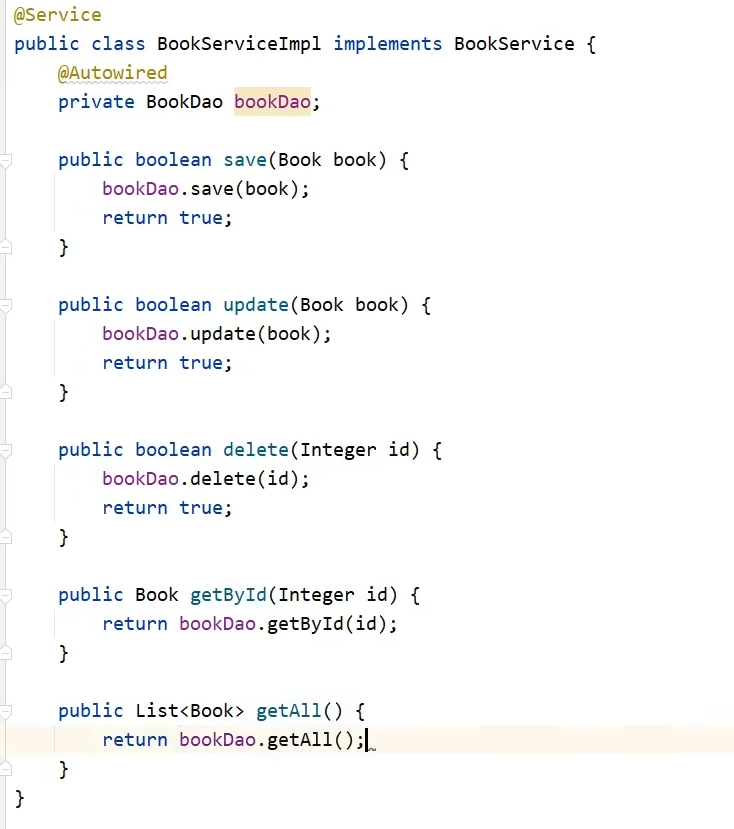 @Service
public class BookServiceImpl implements BookService {
    @Autowired
    private BookDao bookDao;

    public boolean save(Book book) {
        bookDao.save(book);
        return true;
    }

    public boolean update(Book book) {
        bookDao.update(book);
        return true;
    }

    public boolean delete(Integer id) {
        bookDao.delete(id);
        return true;
    }

    public Book getById(Integer id) {
        return bookDao.getById(id);
    }

    public List<Book> getAll() {
        return bookDao.getAll();
    }
}